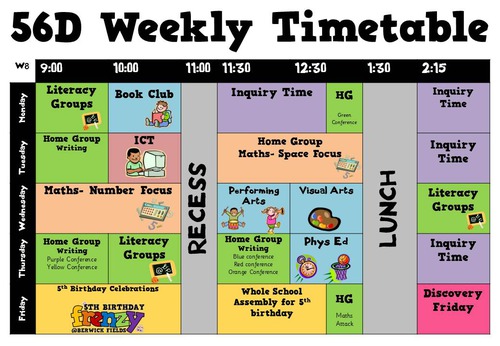 56D Weekly Timetable
W8 9:00 10:00 11:00 11:30 12:30 1:30 2:15
Monday
Literacy
Groups
Book Club
Inquiry Time
HG
Green
Conference
Inquiry
Time
Tuesday
Home Group
Writing
ICT
Home Group
Maths- Space Focus
Inquiry
Time
Wednesday
Maths- Number Focus
Performing
Arts
Visual Arts
Literacy
Groups
Thursday
Home Group
Writing
Purple Conference
Yellow Conference
Literacy
Groups
Home Group
Writing
Blue conference
Red conference
Orange Conference
Phys Ed
Inquiry
Time
Friday
5th Birthday Celebrations
5TH BIRTHDAY
frenzy
@BERWICK FIELDS
Whole School
Assembly for 5th
birthday
HG
Maths
Attack
Discovery
Friday
RECESS
LUNCH